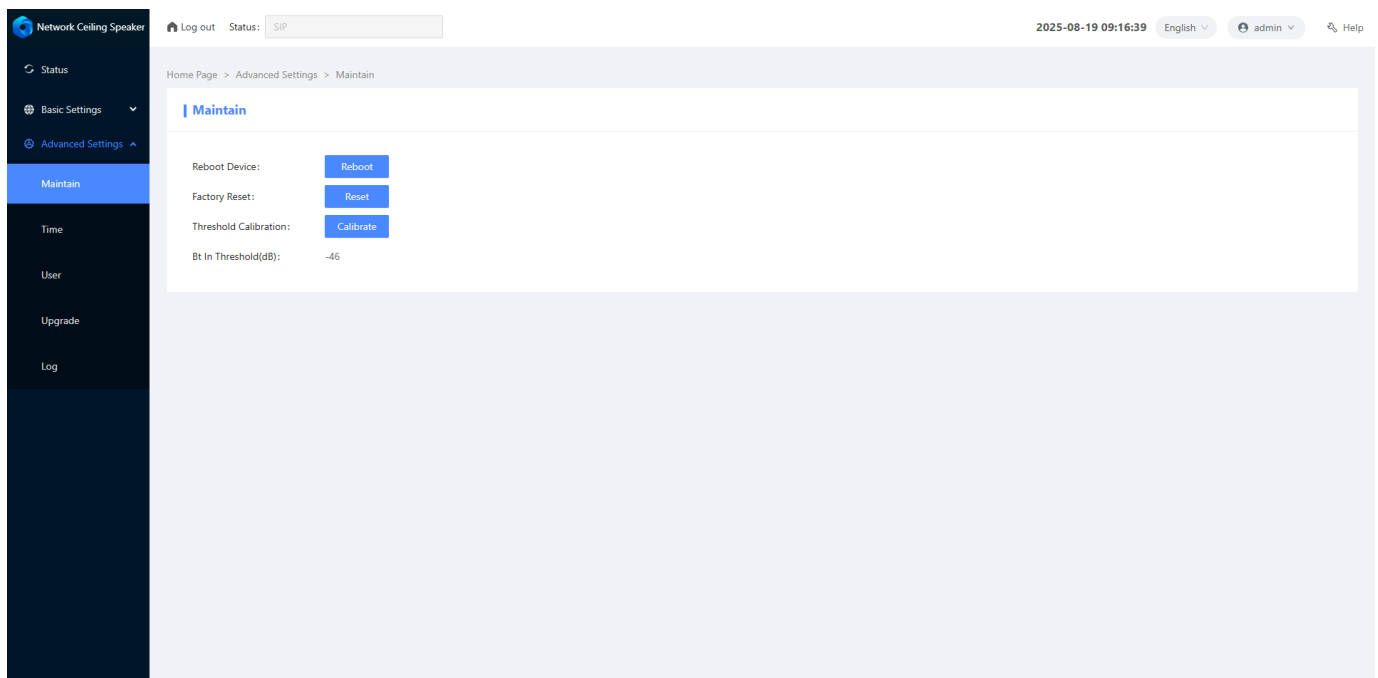 Network Ceiling Speaker
Log out Status: SIP
2025-08-19 09:16:39 English admin Help
Status
Basic Settings
Advanced Settings
Maintain
Time
User
Upgrade
Log
Home Page > Advanced Settings > Maintain
Maintain
Reboot Device: Reboot
Factory Reset: Reset
Threshold Calibration: Calibrate
Bt In Threshold(dB): -46